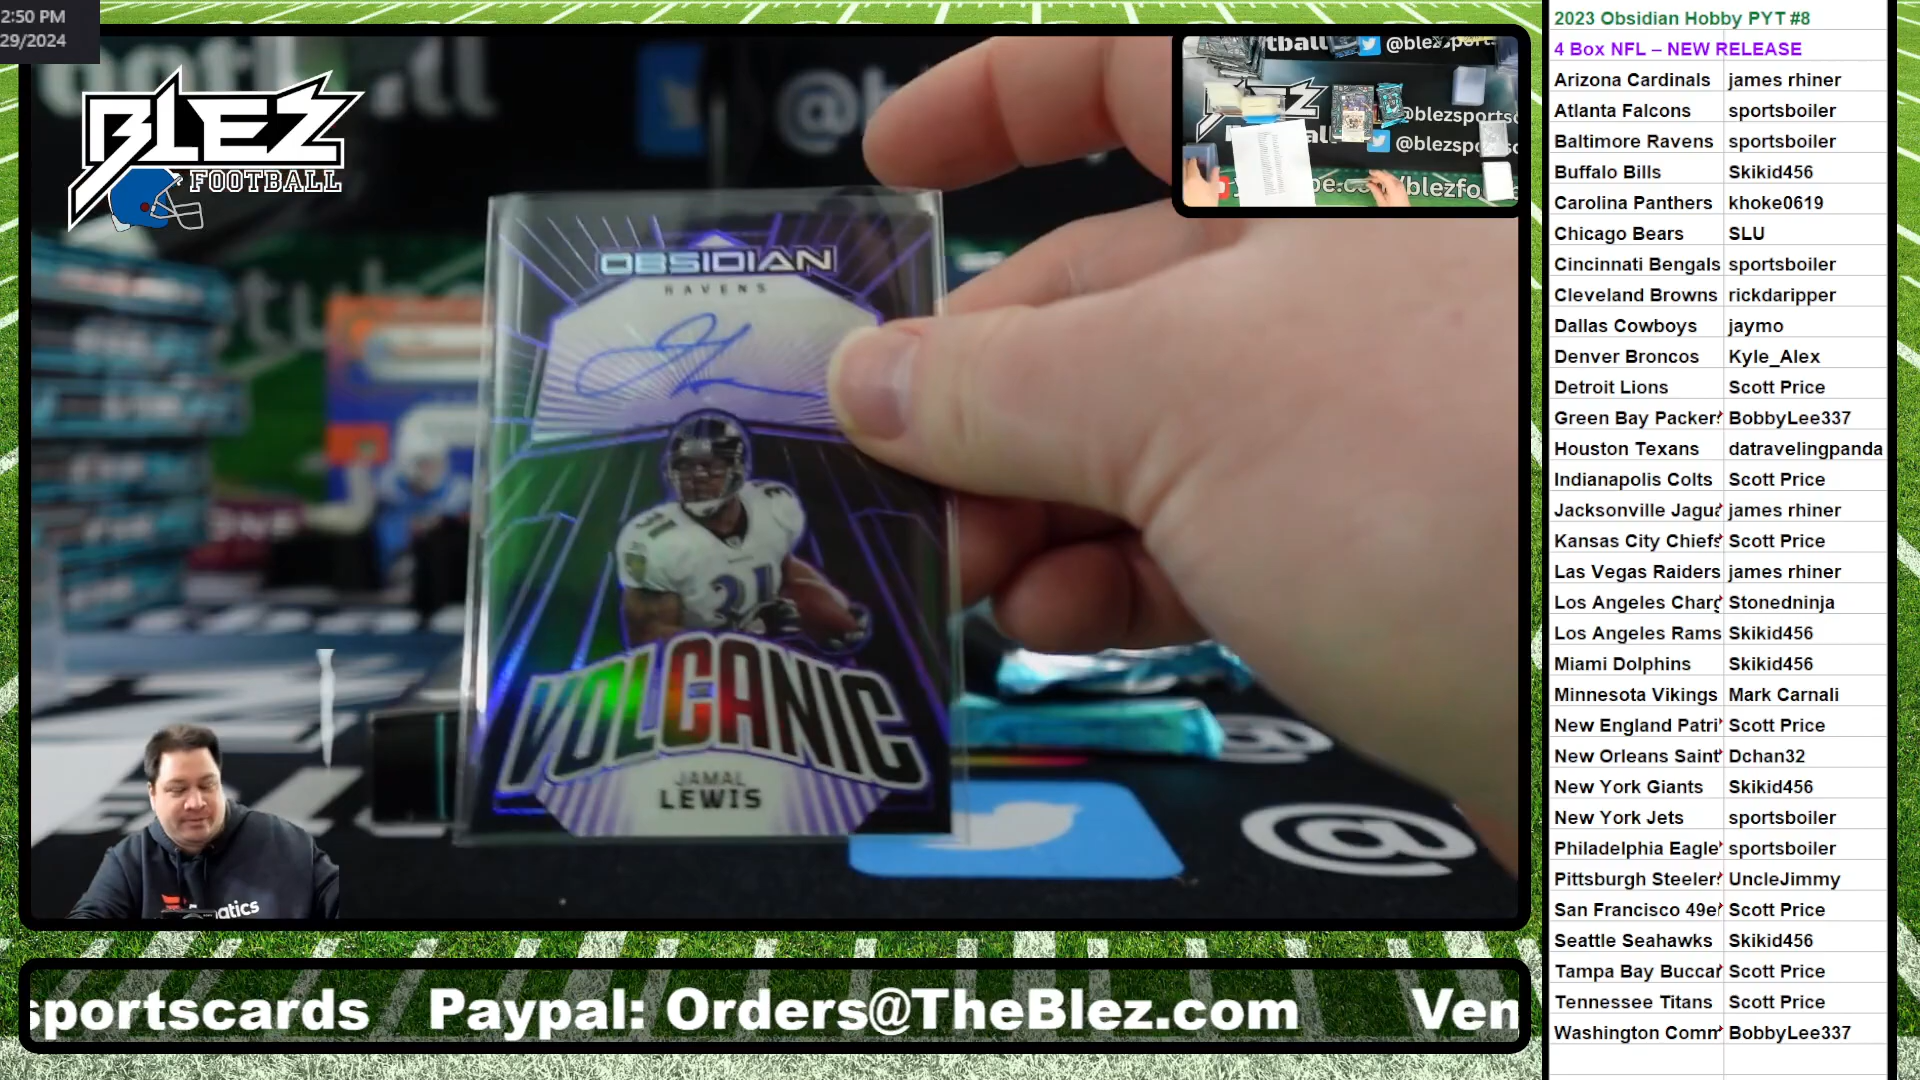 2:50 PM
29/2024
BLEZ
FOOTBALL
OBSIDIAN
RAVENS
31
31
VOLCANIC
JAMAL
LEWIS
@
@
tball
@blezsports
@blezsports
@blezsports
sportscards Paypal: Orders@TheBlez.com Ven
2023 Obsidian Hobby PYT #8
4 Box NFL – NEW RELEASE
Arizona Cardinals james rhiner
Atlanta Falcons sportsboiler
Baltimore Ravens sportsboiler
Buffalo Bills Skikid456
Carolina Panthers khoke0619
Chicago Bears SLU
Cincinnati Bengals sportsboiler
Cleveland Browns rickdaripper
Dallas Cowboys jaymo
Denver Broncos Kyle_Alex
Detroit Lions Scott Price
Green Bay Packer BobbyLee337
Houston Texans datravelingpanda
Indianapolis Colts Scott Price
Jacksonville Jagua james rhiner
Kansas City Chiefs Scott Price
Las Vegas Raiders james rhiner
Los Angeles Charg Stonedninja
Los Angeles Rams Skikid456
Miami Dolphins Skikid456
Minnesota Vikings Mark Carnali
New England Patri Scott Price
New Orleans Saint Dchan32
New York Giants Skikid456
New York Jets sportsboiler
Philadelphia Eagle sportsboiler
Pittsburgh Steeler UncleJimmy
San Francisco 49er Scott Price
Seattle Seahawks Skikid456
Tampa Bay Buccar Scott Price
Tennessee Titans Scott Price
Washington Comm BobbyLee337